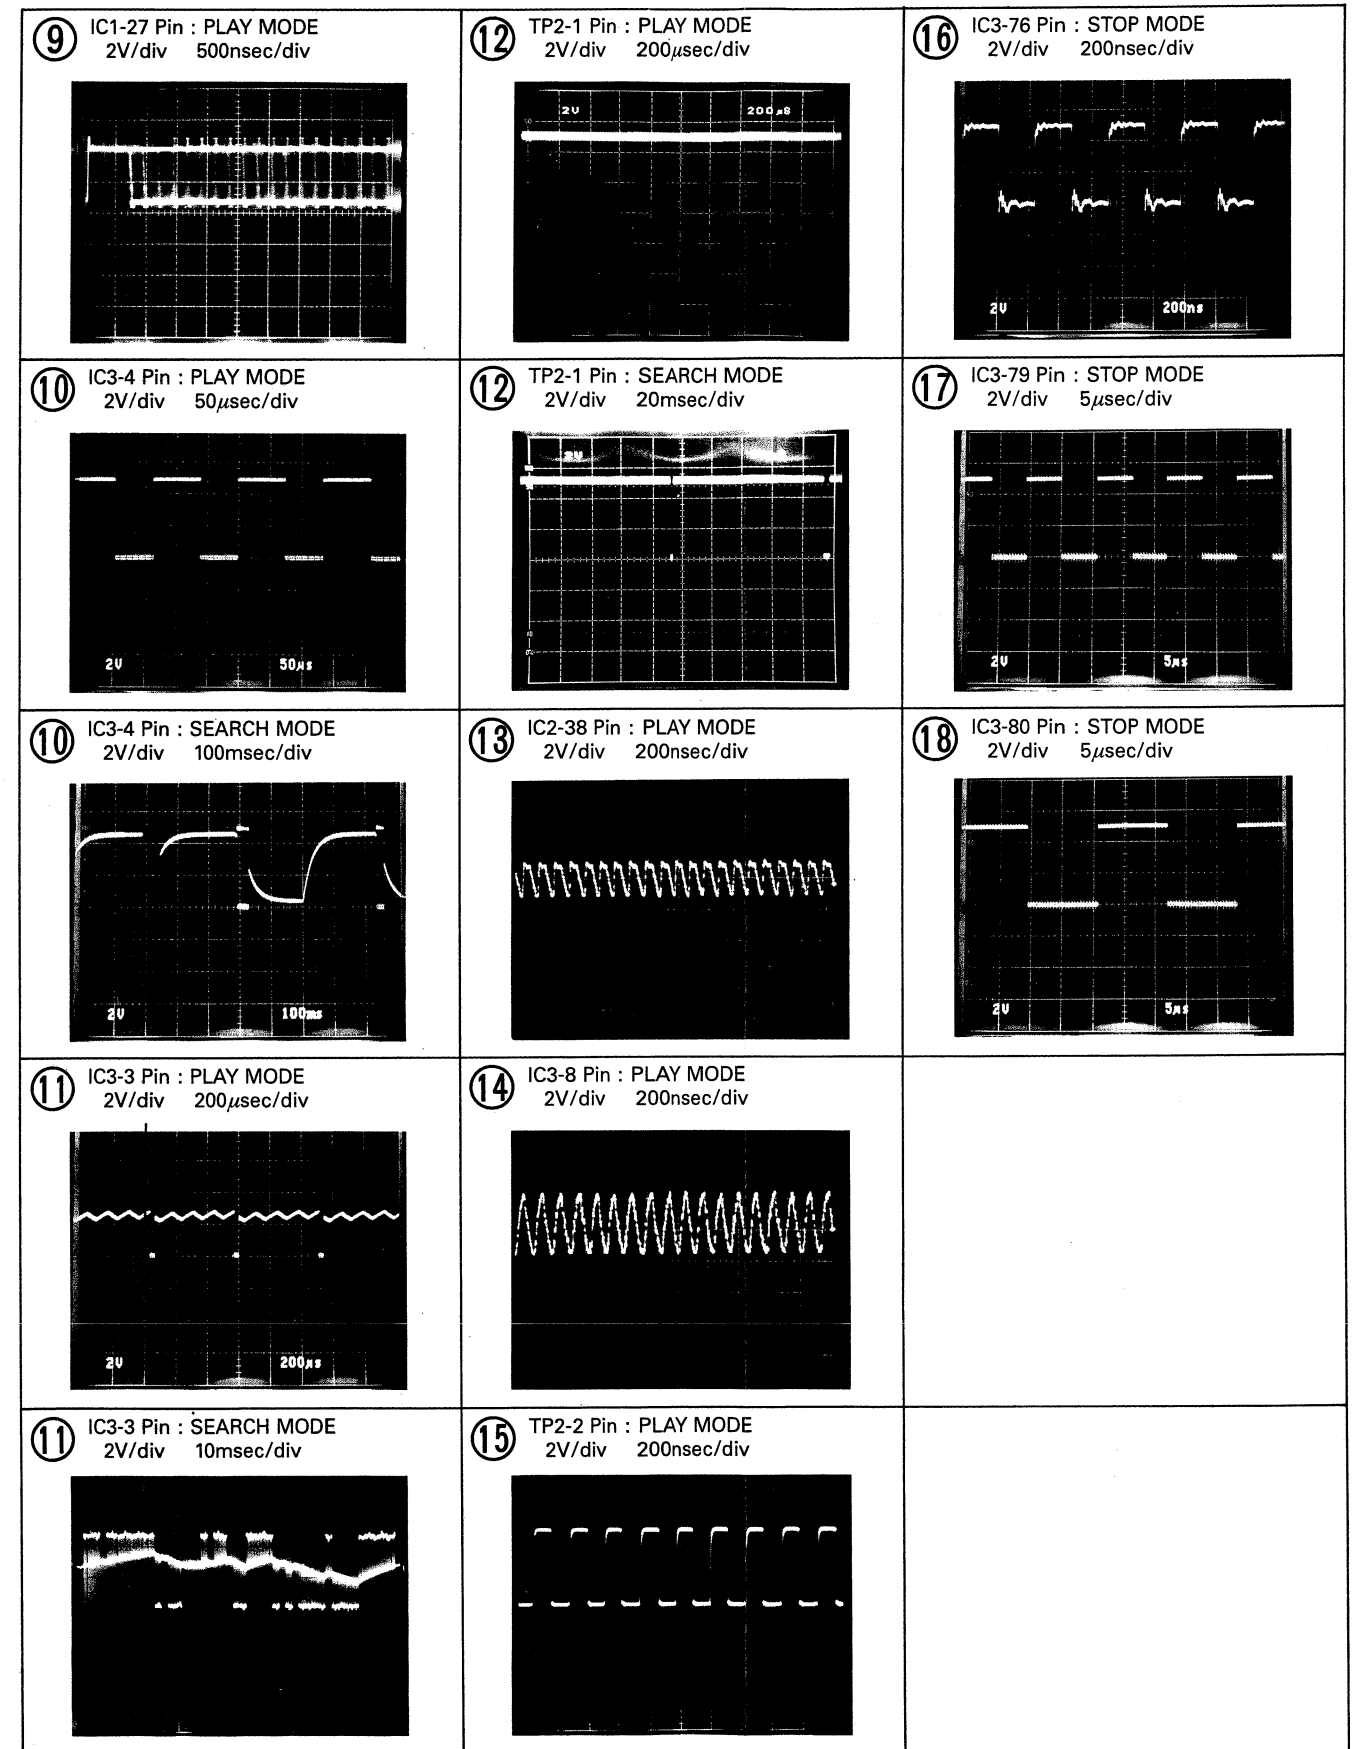 9 IC1-27 Pin : PLAY MODE
2V/div 500nsec/div
10 IC3-4 Pin : PLAY MODE
2V/div 50µsec/div
2V 50µs
10 IC3-4 Pin : SEARCH MODE
2V/div 100msec/div
2V 100ms
11 IC3-3 Pin : PLAY MODE
2V/div 200µsec/div
2V 200µs
11 IC3-3 Pin : SEARCH MODE
2V/div 10msec/div
12 TP2-1 Pin : PLAY MODE
2V/div 200µsec/div
2V 200µS
12 TP2-1 Pin : SEARCH MODE
2V/div 20msec/div
2V
13 IC2-38 Pin : PLAY MODE
2V/div 200nsec/div
14 IC3-8 Pin : PLAY MODE
2V/div 200nsec/div
15 TP2-2 Pin : PLAY MODE
2V/div 200nsec/div
16 IC3-76 Pin : STOP MODE
2V/div 200nsec/div
2V 200ns
17 IC3-79 Pin : STOP MODE
2V/div 5µsec/div
2V 5µs
18 IC3-80 Pin : STOP MODE
2V/div 5µsec/div
2V 5µs